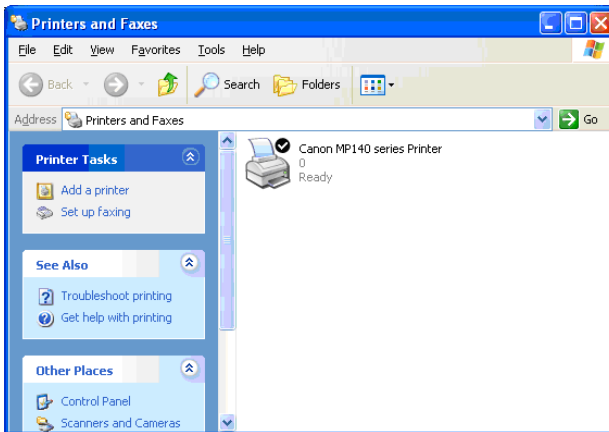 Printers and Faxes
File Edit View Favorites Tools Help
Back Search Folders
Address Printers and Faxes Go
Printer Tasks
Add a printer
Set up faxing
See Also
Troubleshoot printing
Get help with printing
Other Places
Control Panel
Scanners and Cameras
Canon MP140 series Printer
0
Ready